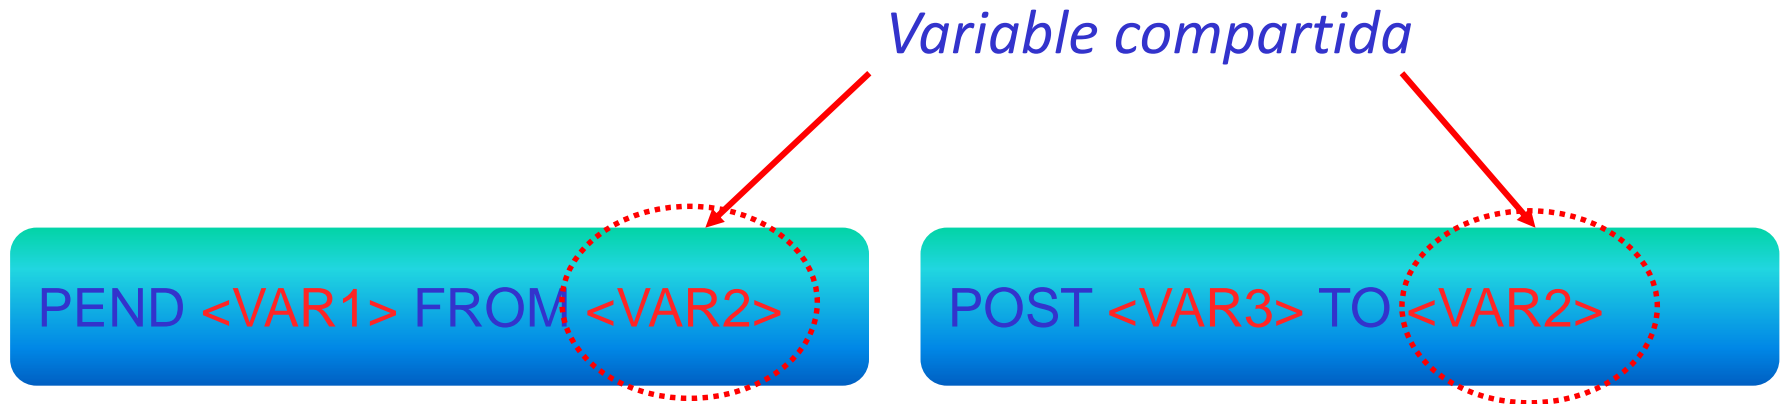 Variable compartida
PEND <VAR1> FROM <VAR2>
POST <VAR3> TO <VAR2>